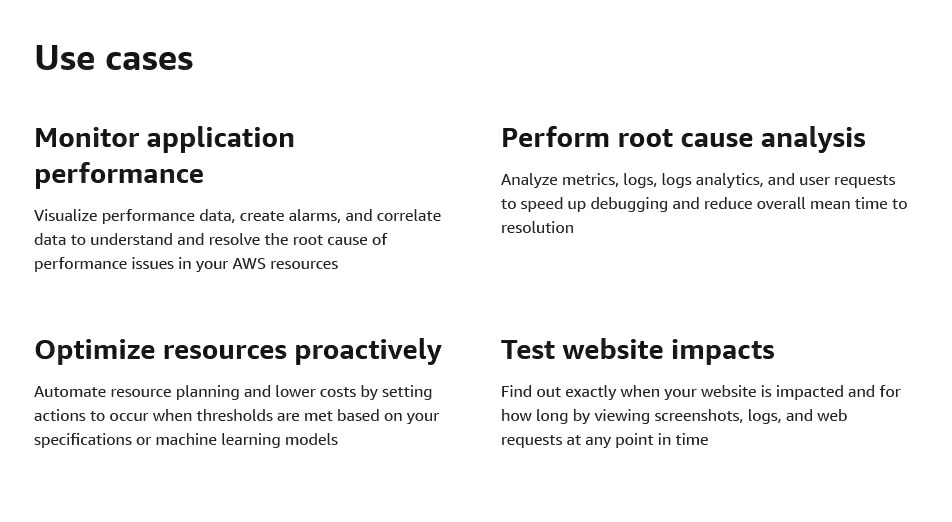 Use cases
Monitor application
performance
Visualize performance data, create alarms, and correlate
data to understand and resolve the root cause of
performance issues in your AWS resources
Perform root cause analysis
Analyze metrics, logs, logs analytics, and user requests
to speed up debugging and reduce overall mean time to
resolution
Optimize resources proactively
Automate resource planning and lower costs by setting
actions to occur when thresholds are met based on your
specifications or machine learning models
Test website impacts
Find out exactly when your website is impacted and for
how long by viewing screenshots, logs, and web
requests at any point in time